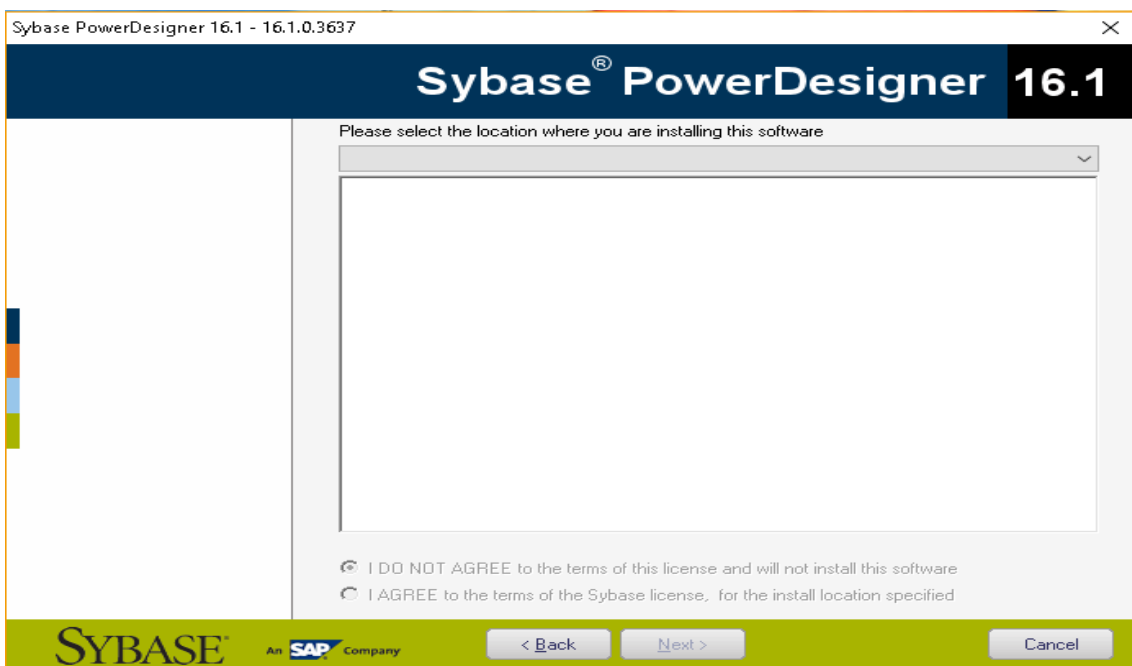 Sybase PowerDesigner 16.1 - 16.1.0.3637
Sybase® PowerDesigner 16.1
Please select the location where you are installing this software
I DO NOT AGREE to the terms of this license and will not install this software
I AGREE to the terms of the Sybase license, for the install location specified
SYBASE An SAP Company < Back Next > Cancel